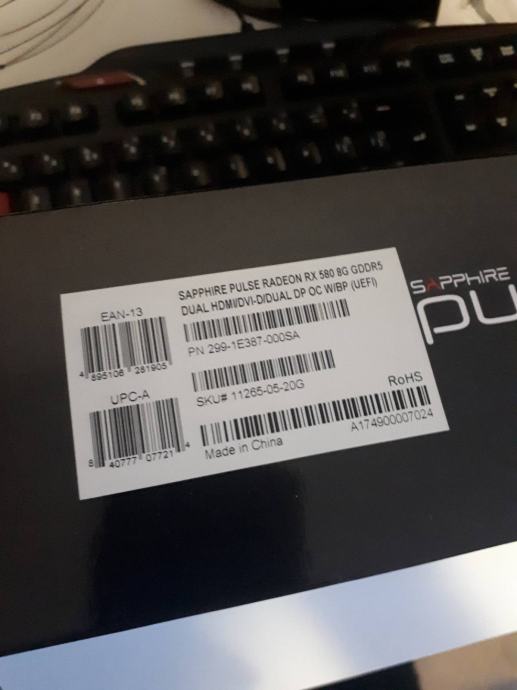 SAPPHIRE PULSE RADEON RX 580 8G GDDR5
DUAL HDMI/DVI-D/DUAL DP OC W/BP (UEFI)
EAN-13
4 895106 281905
PN 299-1E387-000SA
UPC-A
8 40777 07721 4
SKU# 11265-05-20G
RoHS
Made in China
A174900007024
SAPPHIRE
PU